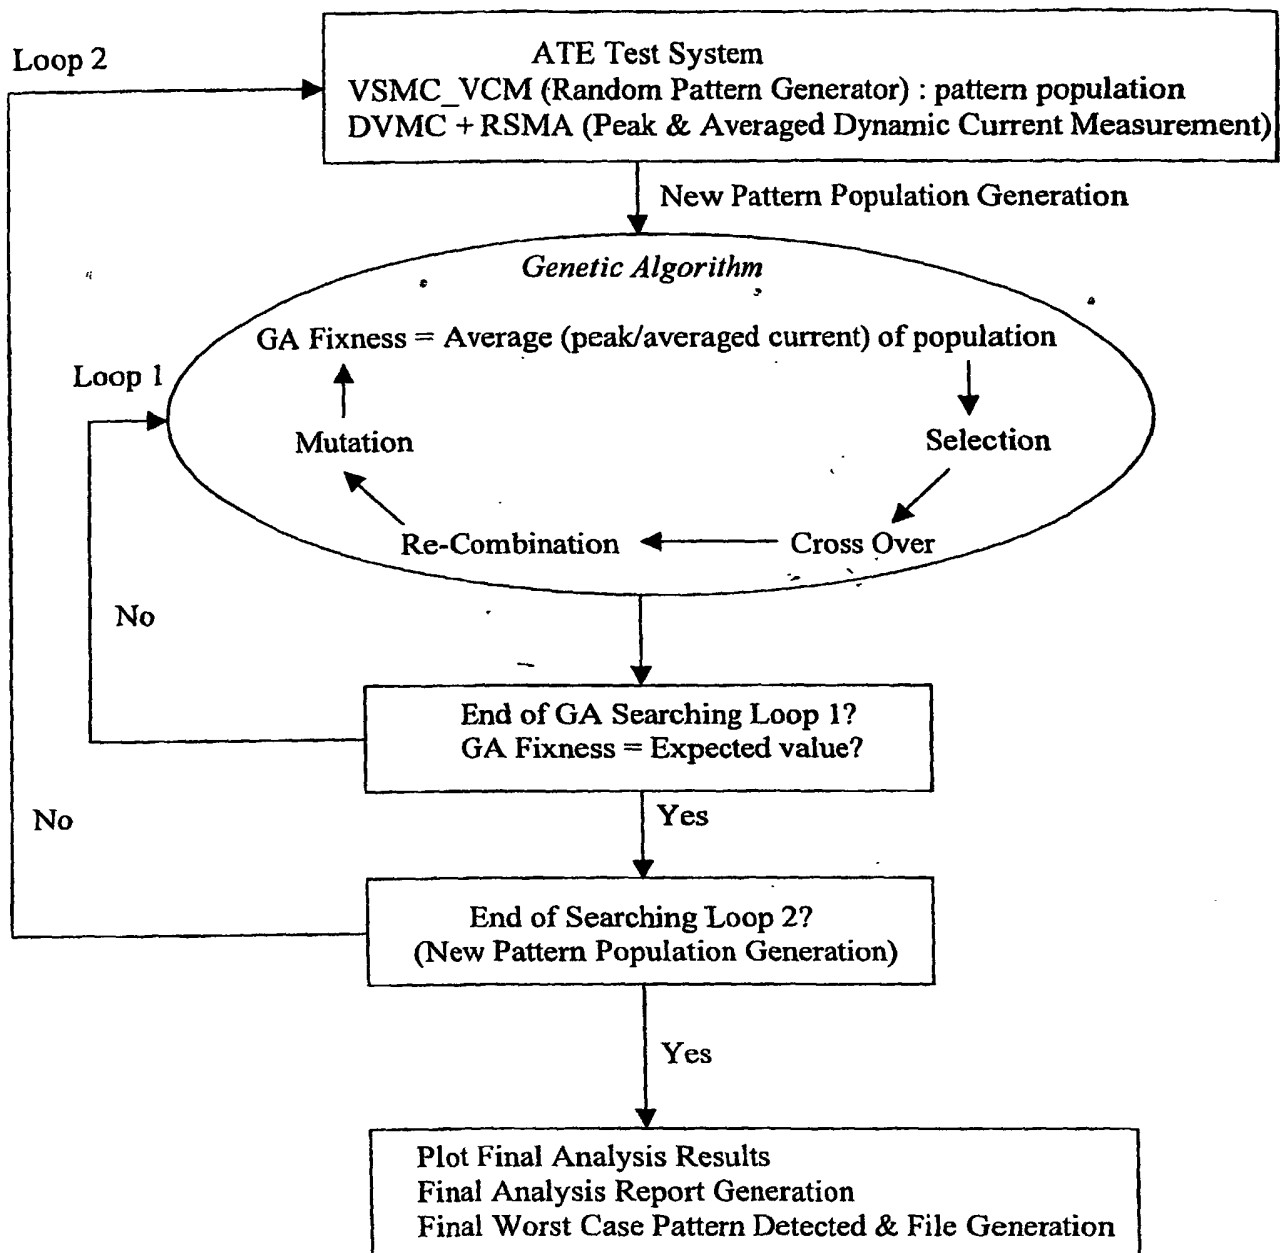 Loop 2
ATE Test System
VSMC_VCM (Random Pattern Generator) : pattern population
DVMC + RSMA (Peak & Averaged Dynamic Current Measurement)
New Pattern Population Generation
Genetic Algorithm
GA Fixness = Average (peak/averaged current) of population
Loop 1
Mutation
Selection
Re-Combination
Cross Over
No
End of GA Searching Loop 1?
GA Fixness = Expected value?
Yes
No
End of Searching Loop 2?
(New Pattern Population Generation)
Yes
Plot Final Analysis Results
Final Analysis Report Generation
Final Worst Case Pattern Detected & File Generation